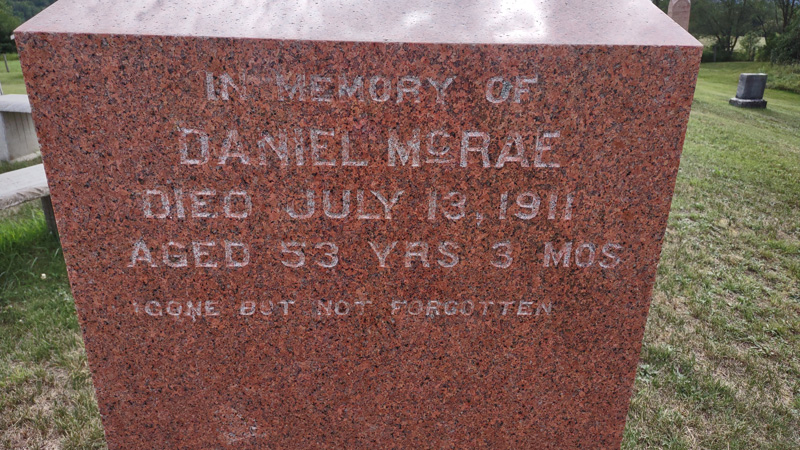 IN MEMORY OF
DANIEL McRAE
DIED JULY 13, 1911
AGED 53 YRS 3 MOS
GONE BUT NOT FORGOTTEN